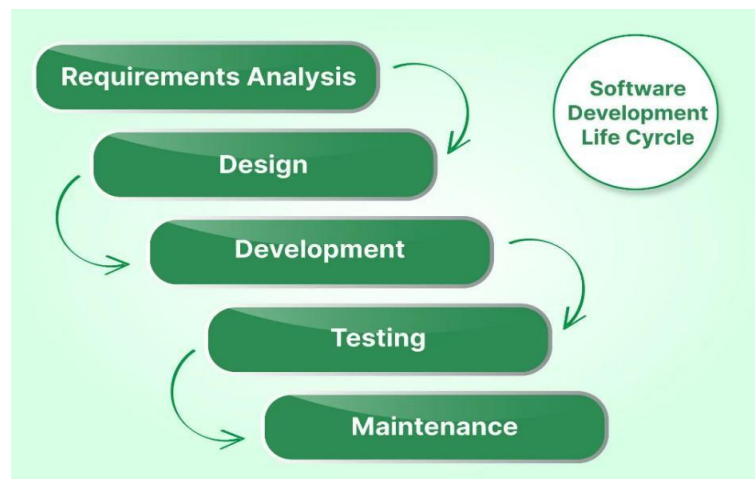 Requirements Analysis
Software
Development
Life Cyrcle
Design
Development
Testing
Maintenance